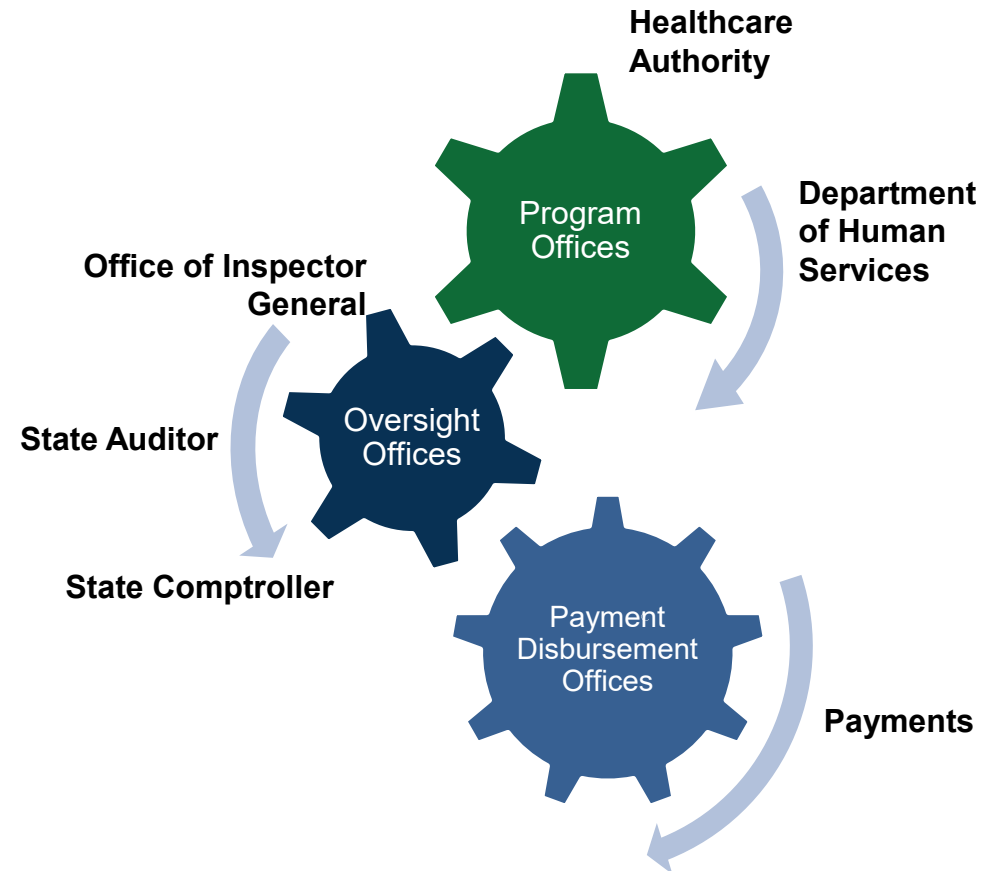 Healthcare
Authority
Program
Offices
Department
of Human
Services
Office of Inspector
General
Oversight
Offices
State Auditor
State Comptroller
Payment
Disbursement
Offices
Payments